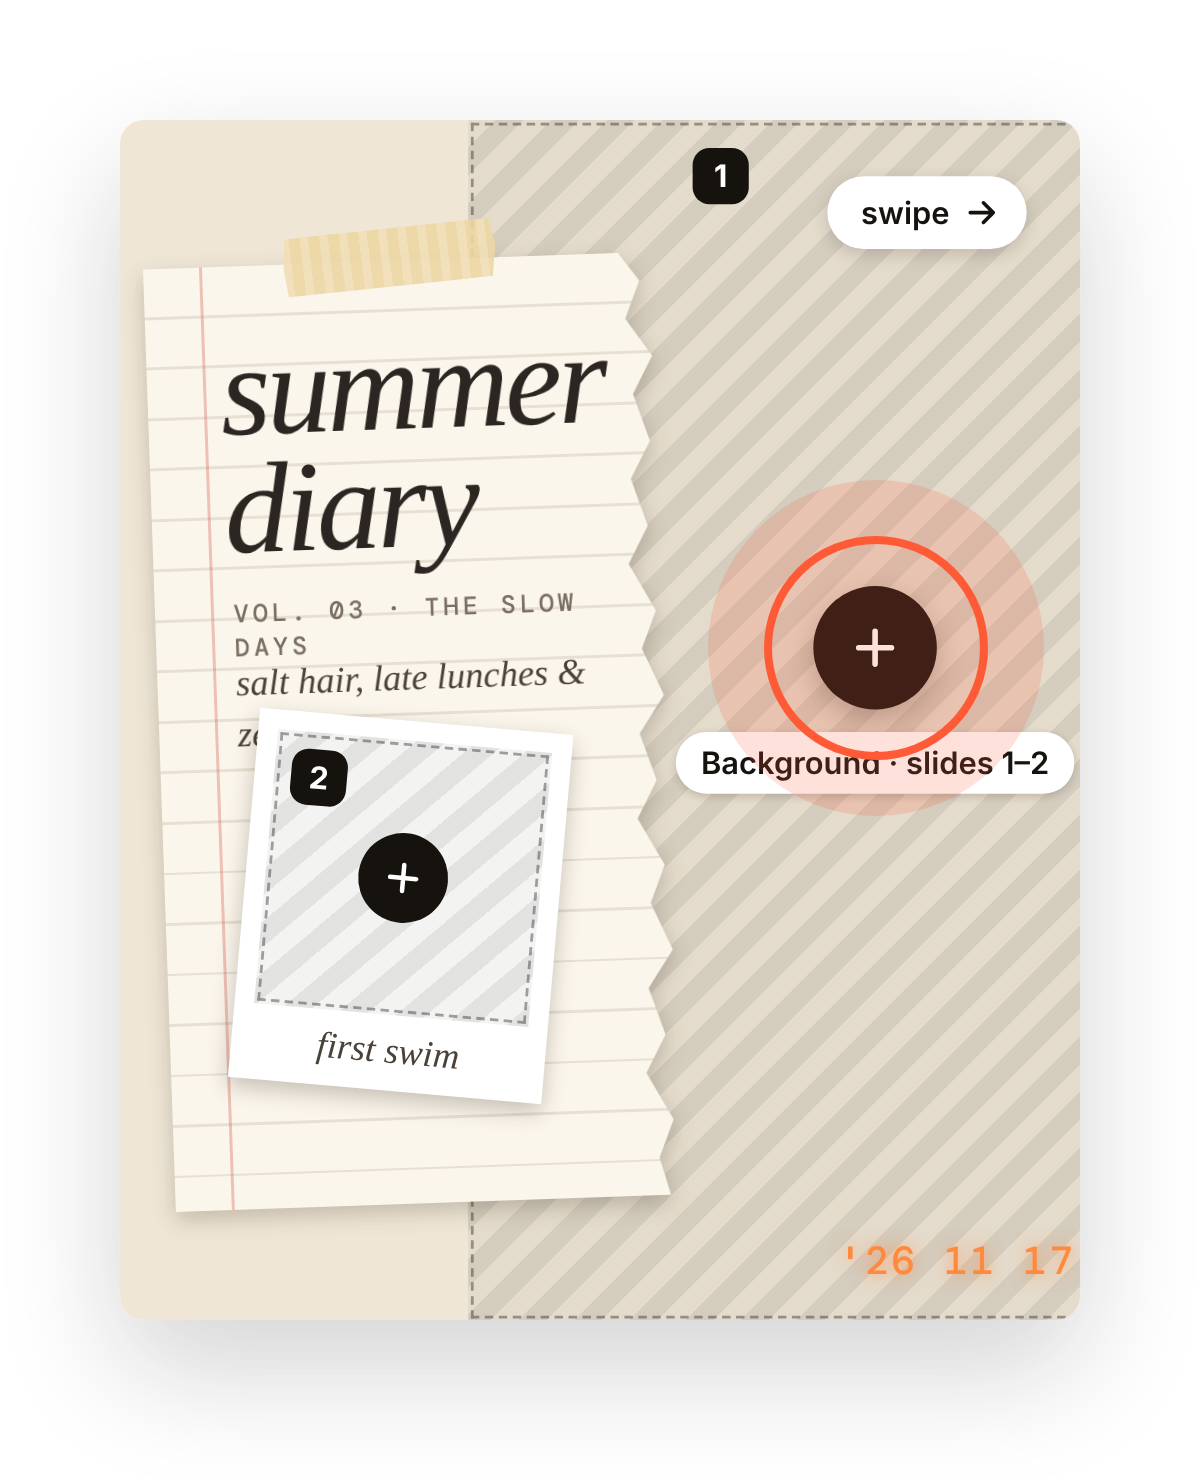 1
swipe →
summer
diary
VOL. 03 · THE SLOW
DAYS
salt hair, late lunches &
2
Background · slides 1–2
first swim
'26 11 17